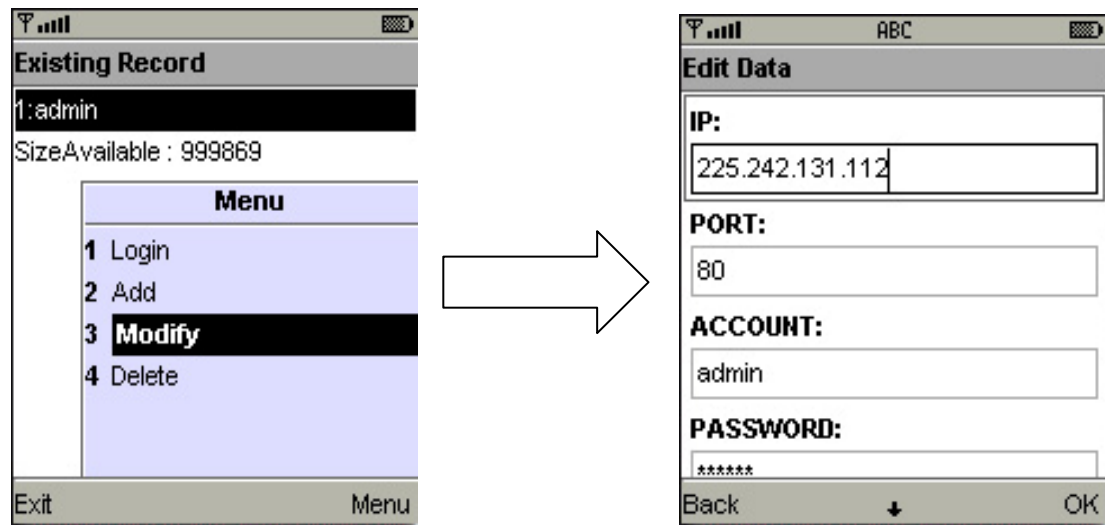 Existing Record
1:admin
SizeAvailable : 999869
Menu
1 Login
2 Add
3 Modify
4 Delete
Exit
Menu
ABC
Edit Data
IP:
225.242.131.112
PORT:
80
ACCOUNT:
admin
PASSWORD:
******
Back
OK